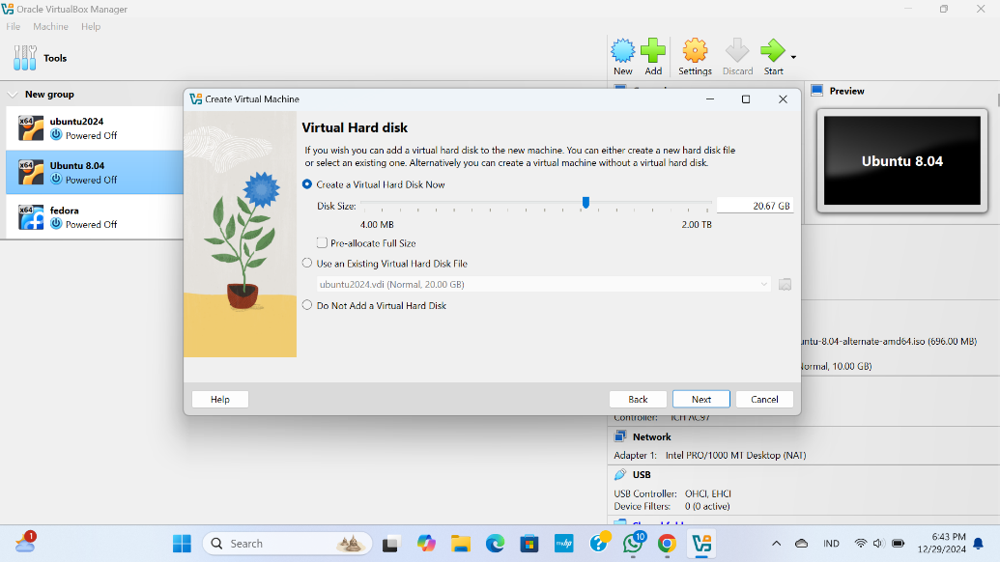 Oracle VirtualBox Manager
File Machine Help
Tools
New Add Settings Discard Start
New group
ubuntu2024
Powered Off
Ubuntu 8.04
Powered Off
fedora
Powered Off
Preview
Ubuntu 8.04
Create Virtual Machine
Virtual Hard disk
If you wish you can add a virtual hard disk to the new machine. You can either create a new hard disk file
or select an existing one. Alternatively you can create a virtual machine without a virtual hard disk.
Create a Virtual Hard Disk Now
Disk Size: 20.67 GB
4.00 MB 2.00 TB
Pre-allocate Full Size
Use an Existing Virtual Hard Disk File
ubuntu2024.vdi (Normal, 20.00 GB)
Do Not Add a Virtual Hard Disk
Help Back Next Cancel
untu-8.04-alternate-amd64.iso (696.00 MB)
Normal, 10.00 GB)
Controller: ICH AC97
Network
Adapter 1: Intel PRO/1000 MT Desktop (NAT)
USB
USB Controller: OHCI, EHCI
Device Filters: 0 (0 active)
1
Search
10
IND
6:43 PM
12/29/2024